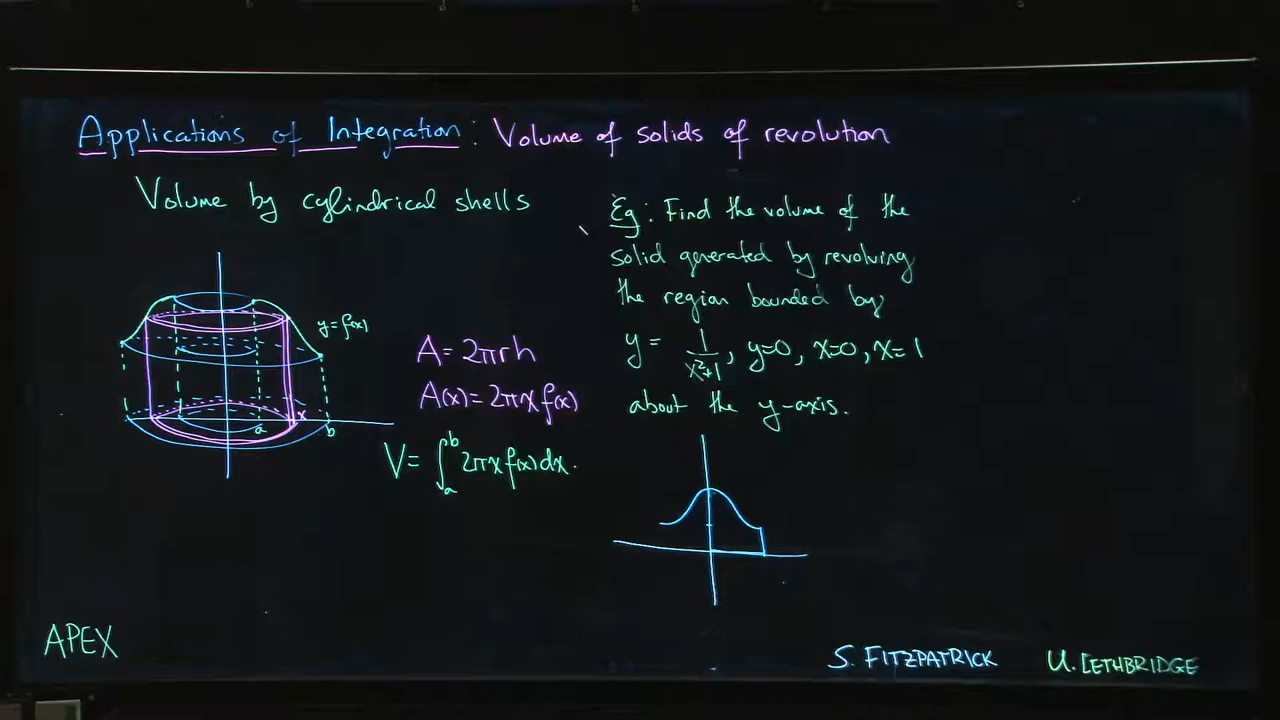 Applications of Integration: Volume of solids of revolution
Volume by cylindrical shells
y=f(x)
a
x
b
A=2πrh
A(x)=2πx f(x)
V= ∫_a^b 2πx f(x) dx.
Eg: Find the volume of the
solid generated by revolving
the region bounded by
y= 1/(x²+1), y=0, x=0, x=1
about the y-axis.
APEX
S. FITZPATRICK
U. LETHBRIDGE